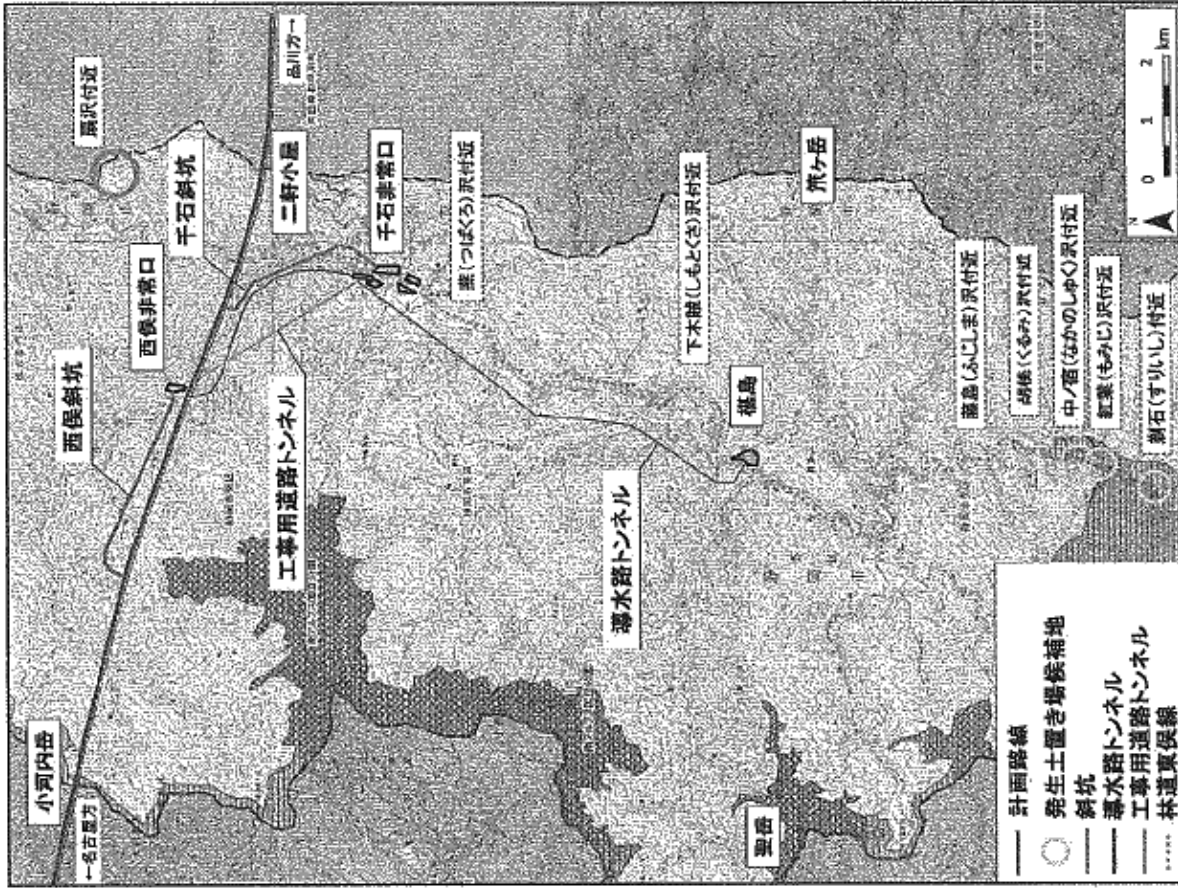 小河内岳
←名古屋方
西俣斜坑
西俣非常口
千石斜坑
扇沢付近
品川方→
二軒小屋
千石非常口
燕(つばくろ)沢付近
工事用道路トンネル
導水路トンネル
下木賊(しもとくさ)沢付近
椹島
笊ヶ岳
聖岳
藤島(ふじしま)沢付近
胡桃(くるみ)沢付近
中ノ宿(なかのしゅく)沢付近
紅葉(もみじ)沢付近
剃石(すりいし)付近
計画路線
発生土置き場候補地
斜坑
導水路トンネル
工事用道路トンネル
林道東俣線
N
0 1 2
km